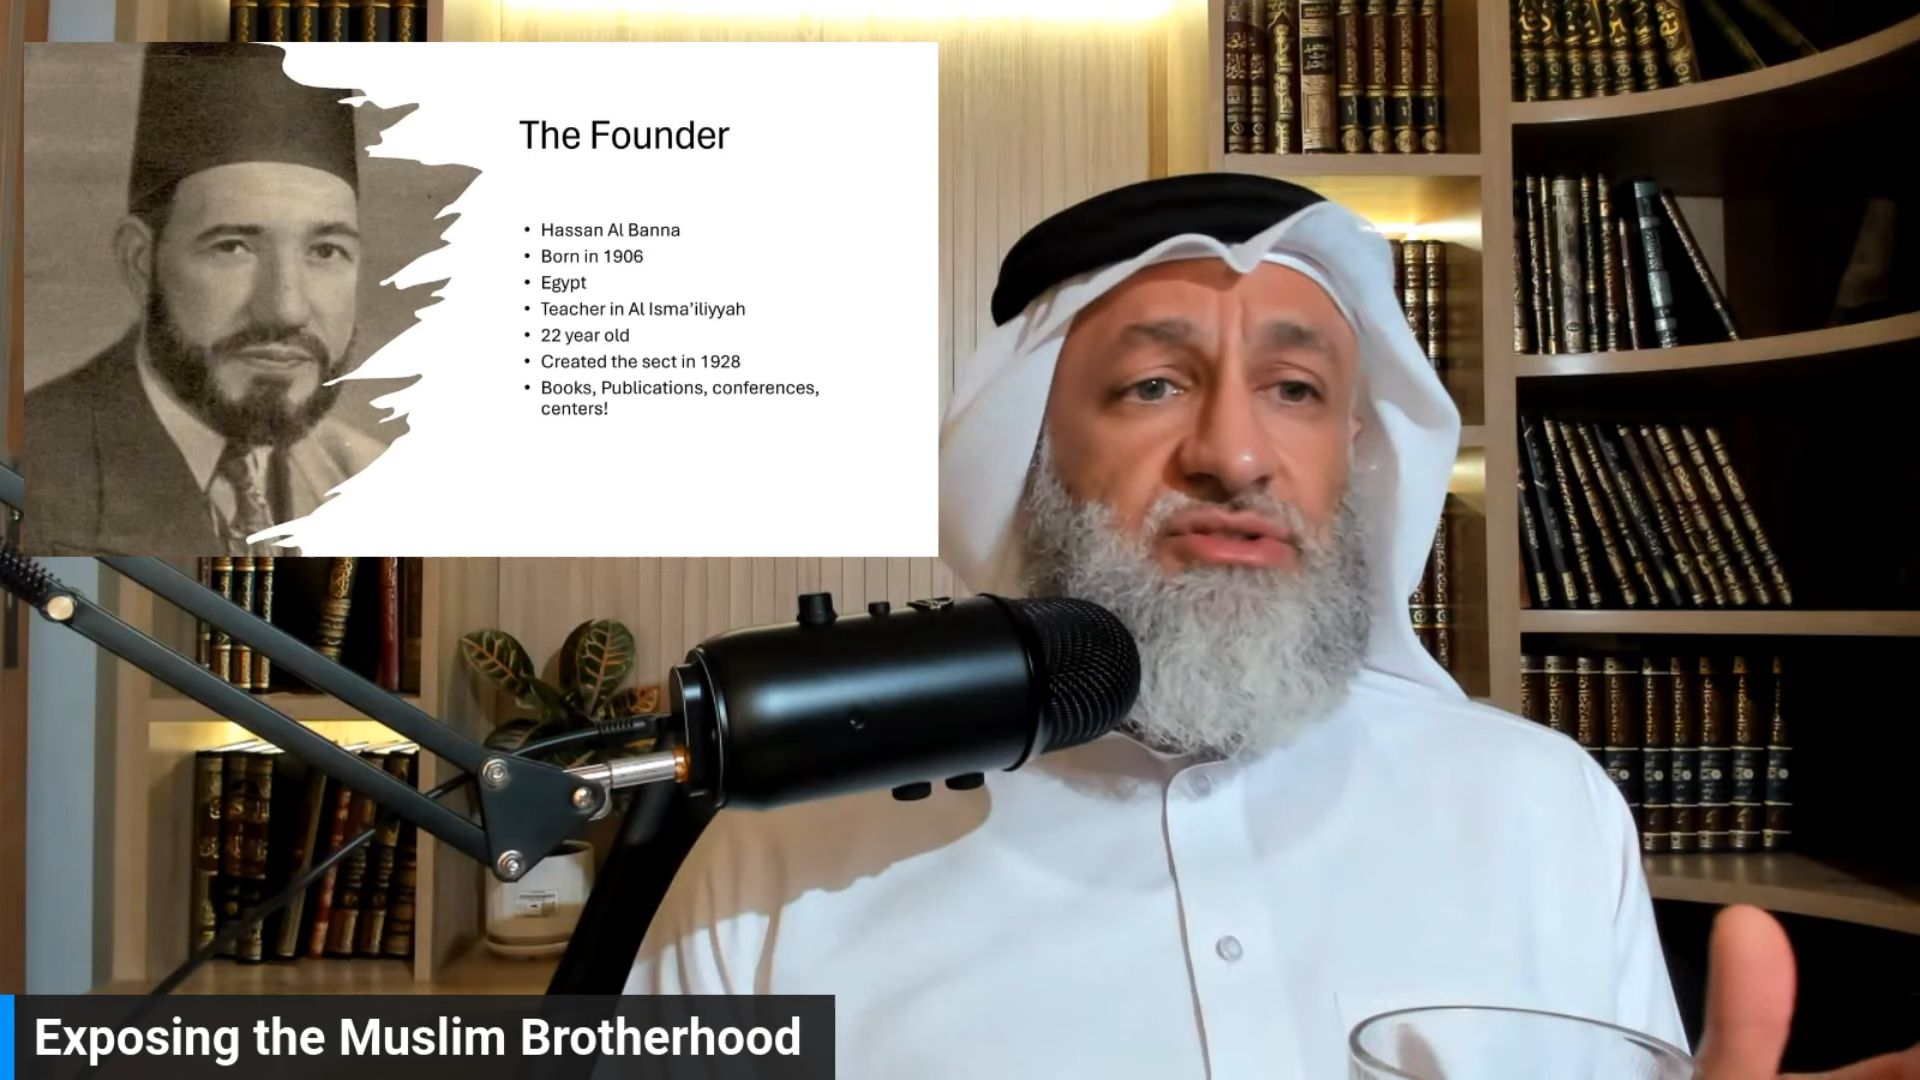 The Founder
• Hassan Al Banna
• Born in 1906
• Egypt
• Teacher in Al Isma'iliyyah
• 22 year old
• Created the sect in 1928
• Books, Publications, conferences,
centers!
Exposing the Muslim Brotherhood